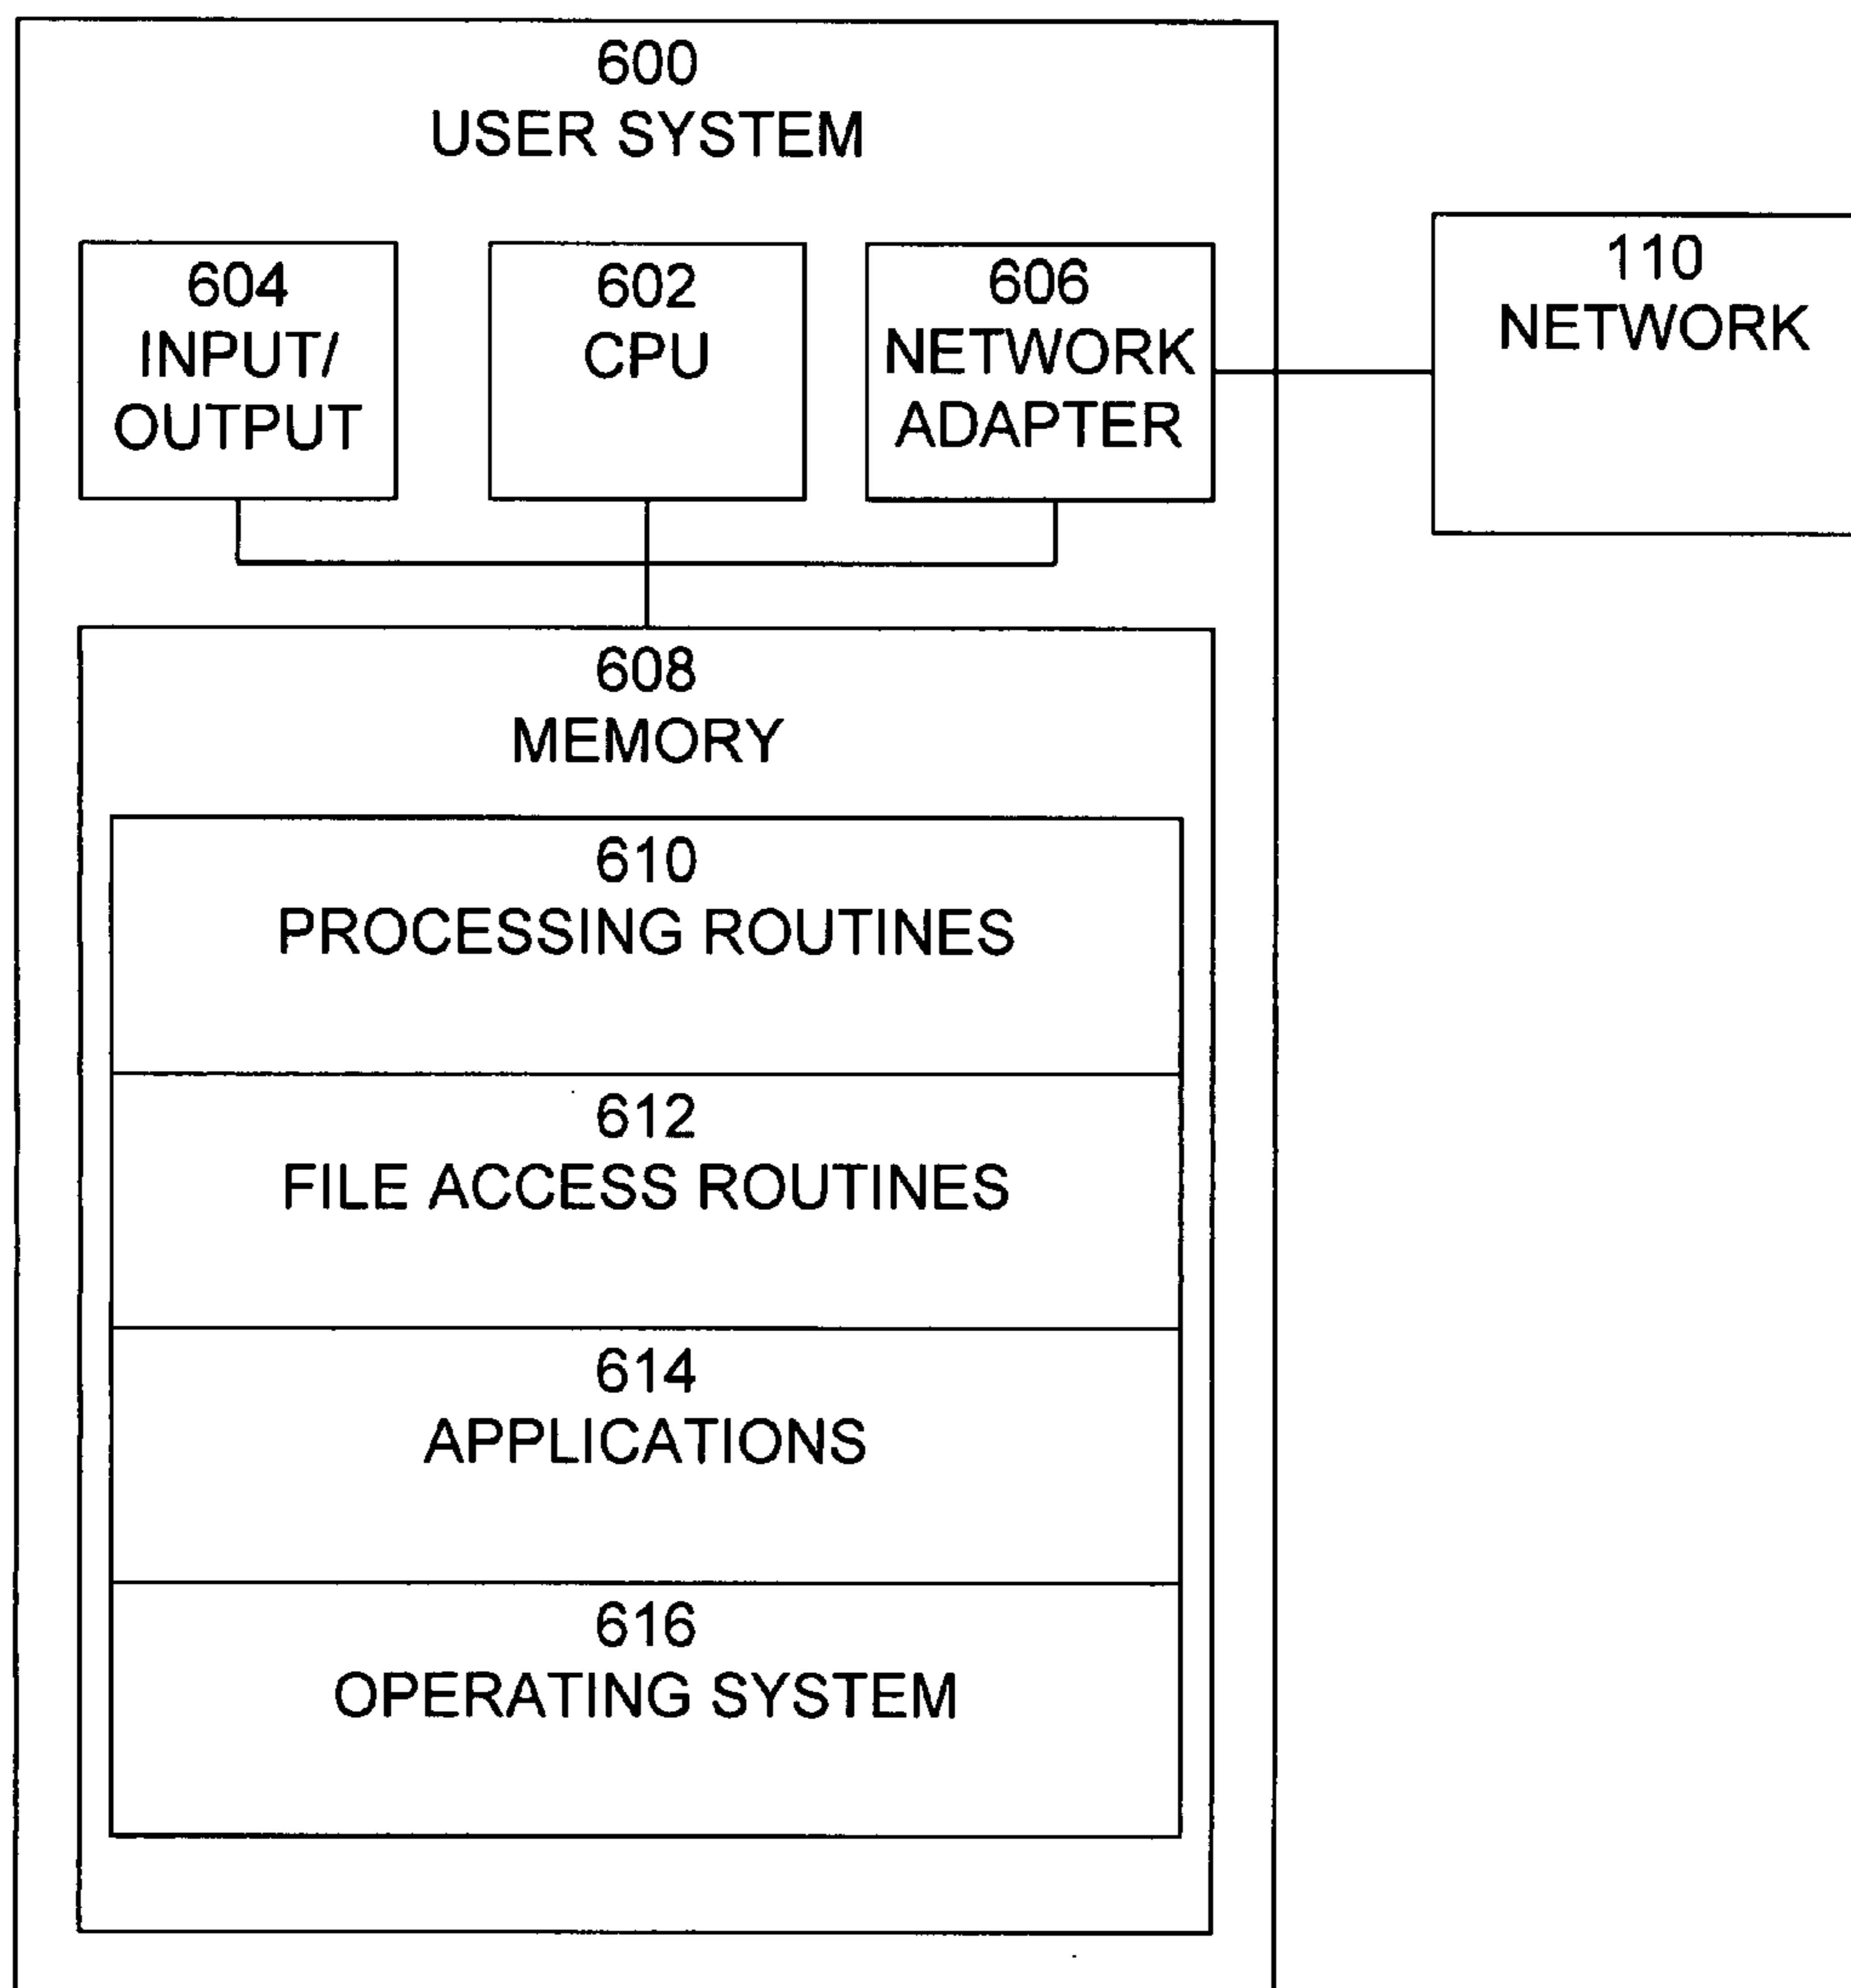 600
USER SYSTEM
604
INPUT/
OUTPUT
602
CPU
606
NETWORK
ADAPTER
110
NETWORK
608
MEMORY
610
PROCESSING ROUTINES
612
FILE ACCESS ROUTINES
614
APPLICATIONS
616
OPERATING SYSTEM